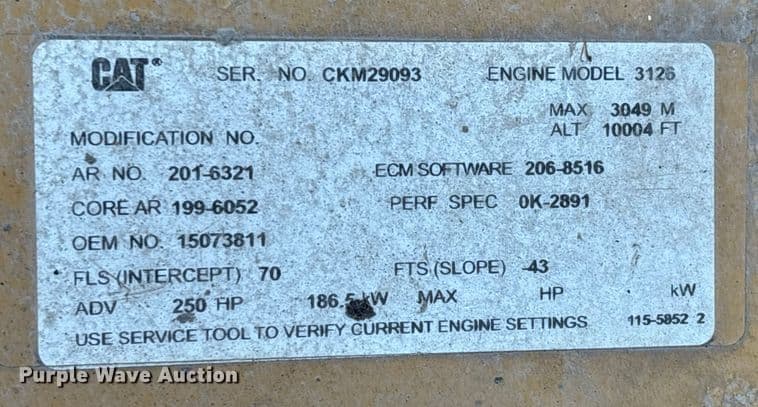 CAT® SER. NO. CKM29093 ENGINE MODEL 3126
MAX 3049 M
MODIFICATION NO. ALT 10004 FT
AR NO. 201-6321 ECM SOFTWARE 206-8516
CORE AR 199-6052 PERF SPEC 0K-2891
OEM NO. 15073811
FLS (INTERCEPT) 70 FTS (SLOPE) -43
ADV 250 HP 186.5 kW MAX HP kW
USE SERVICE TOOL TO VERIFY CURRENT ENGINE SETTINGS 115-5852 2
Purple Wave Auction